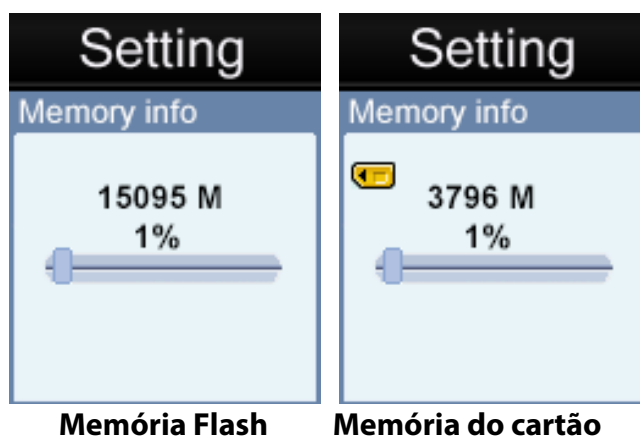 Setting
Memory info
15095 M
1%
Memória Flash
Setting
Memory info
3796 M
1%
Memória do cartão